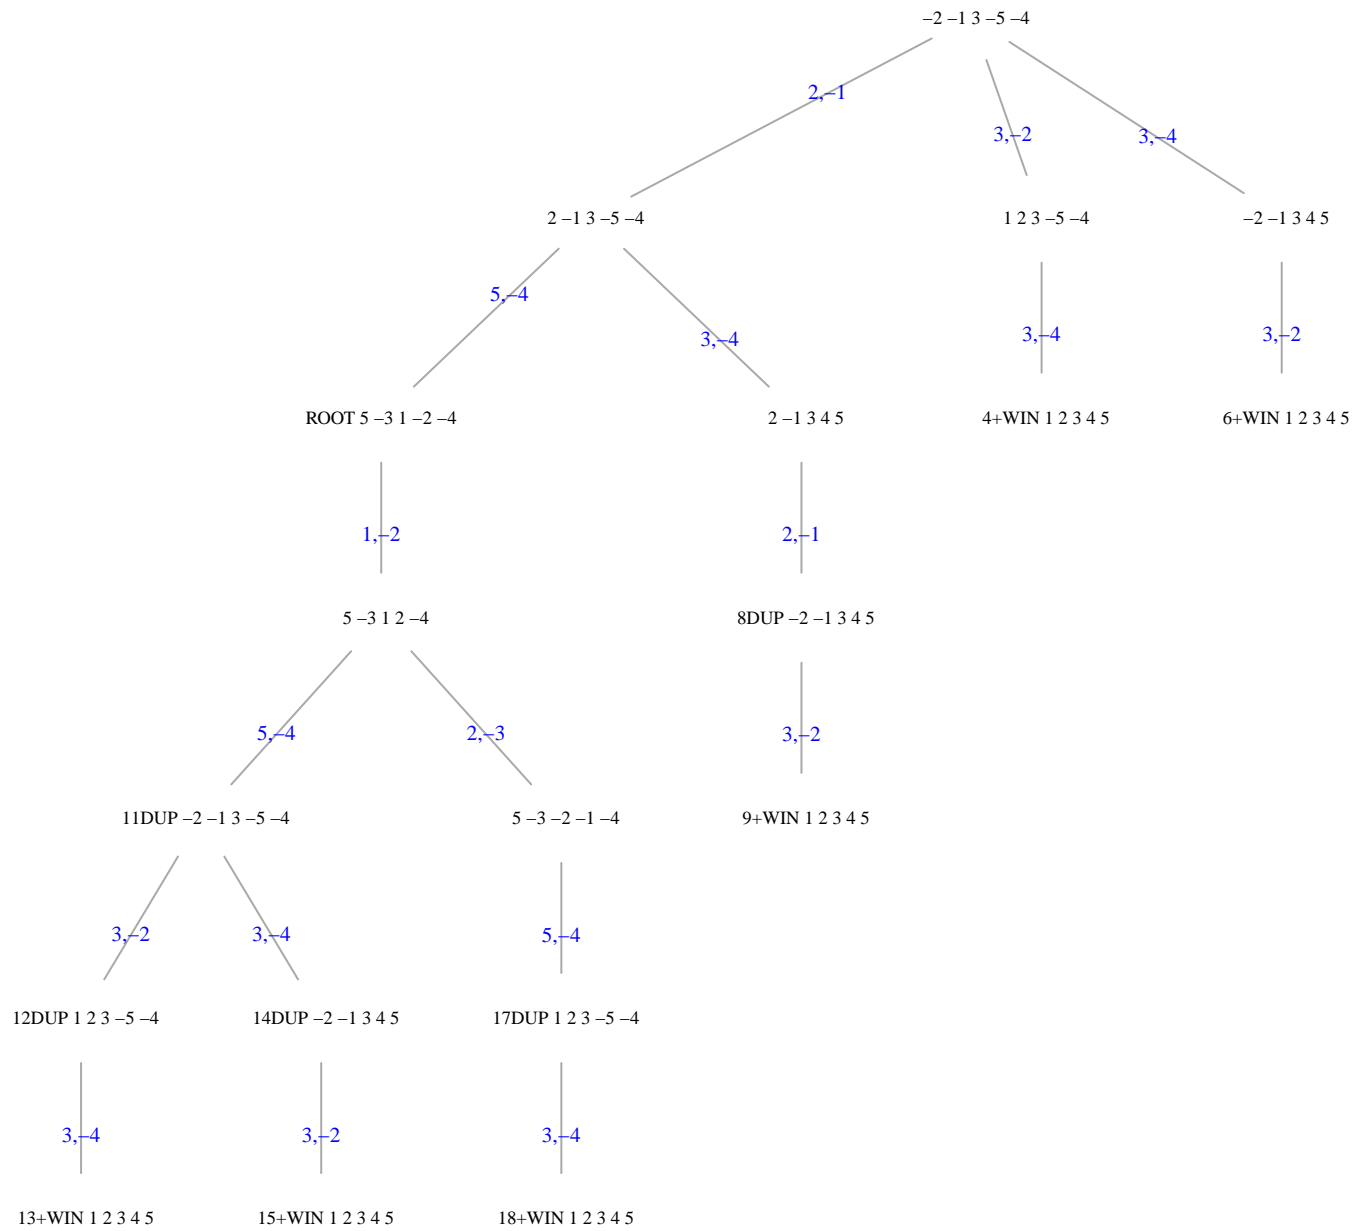 –2 –1 3 –5 –4
2,–1
3,–2
3,–4
2 –1 3 –5 –4
1 2 3 –5 –4
–2 –1 3 4 5
5,–4
3,–4
3,–4
3,–2
ROOT 5 –3 1 –2 –4
2 –1 3 4 5
4+WIN 1 2 3 4 5
6+WIN 1 2 3 4 5
1,–2
2,–1
5 –3 1 2 –4
8DUP –2 –1 3 4 5
5,–4
2,–3
3,–2
11DUP –2 –1 3 –5 –4
5 –3 –2 –1 –4
9+WIN 1 2 3 4 5
3,–2
3,–4
5,–4
12DUP 1 2 3 –5 –4
14DUP –2 –1 3 4 5
17DUP 1 2 3 –5 –4
3,–4
3,–2
3,–4
13+WIN 1 2 3 4 5
15+WIN 1 2 3 4 5
18+WIN 1 2 3 4 5